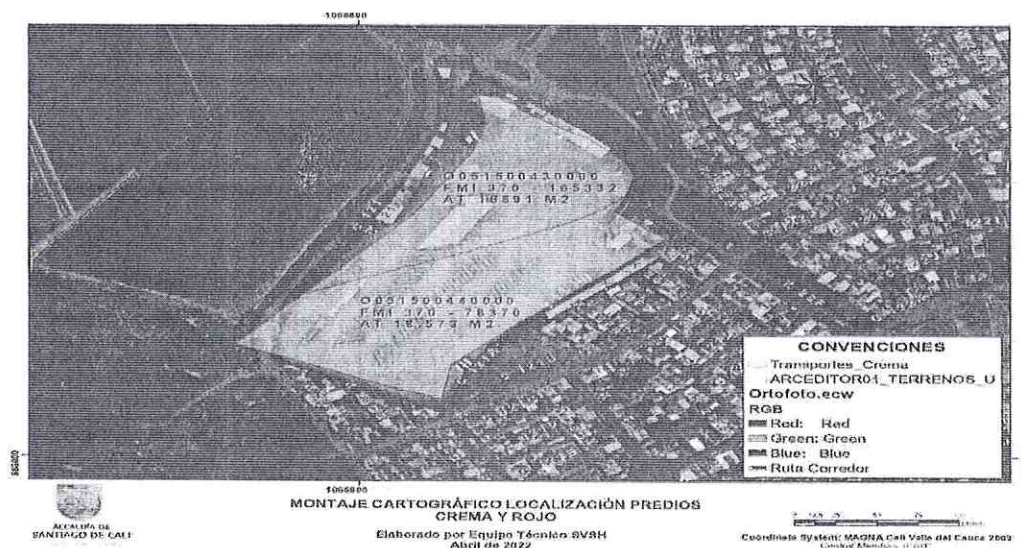 1066800
O051500430000
FMI 370 - 165332
AT 18691 M2
O051500440000
FMI 370 - 78370
AT 18.579 M2
CONVENCIONES
Transportes_Crema
ARCEDITOR01_TERRENOS_U
Ortofoto.ecw
RGB
Red: Red
Green: Green
Blue: Blue
Ruta Corredor
1066800
ALCALDÍA DE
SANTIAGO DE CALI
MONTAJE CARTOGRÁFICO LOCALIZACIÓN PREDIOS
CREMA Y ROJO
Elaborado por Equipo Técnico SVSH
Abril de 2022
Coordinate System: MAGNA Cali Valle del Cauca 2009